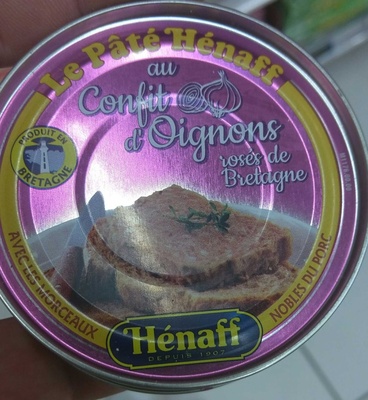 Le Pâté Hénaff
au
Confit
d'Oignons
rosés de
Bretagne
PRODUIT EN
BRETAGNE
AVEC LES MORCEAUX
NOBLES DU PORC
Hénaff
DEPUIS 1907